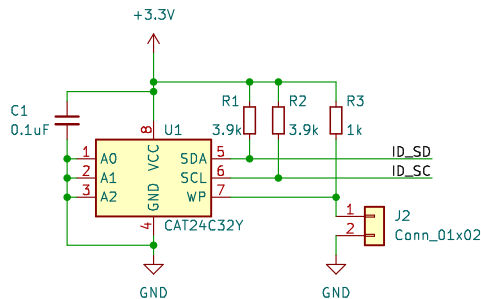 +3.3V
C1
0.1uF
R1
3.9k
R2
3.9k
R3
1k
U1
8
VCC
1 A0
2 A1
3 A2
SDA 5
SCL 6
WP 7
GND
4
CAT24C32Y
ID_SD
ID_SC
J2
1
2
Conn_01x02
GND
GND